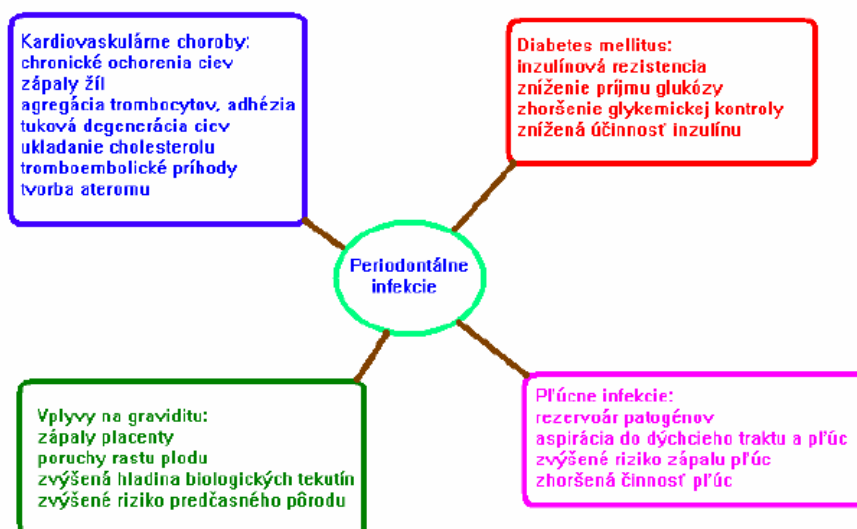 Kardiovaskulárne choroby:
chronické ochorenia ciev
zápaly žíl
agregácia trombocytov, adhézia
tuková degenerácia ciev
ukladanie cholesterolu
tromboembolické príhody
tvorba ateromu
Diabetes mellitus:
inzulínová rezistencia
zníženie príjmu glukózy
zhoršenie glykemickej kontroly
znížená účinnosť inzulínu
Periodontálne
infekcie
Vplyvy na graviditu:
zápaly placenty
poruchy rastu plodu
zvýšená hladina biologických tekutín
zvýšené riziko predčasného pôrodu
Pľúcne infekcie:
rezervoár patogénov
aspirácia do dýchcieho traktu a pľúc
zvýšené riziko zápalu pľúc
zhoršená činnosť pľúc